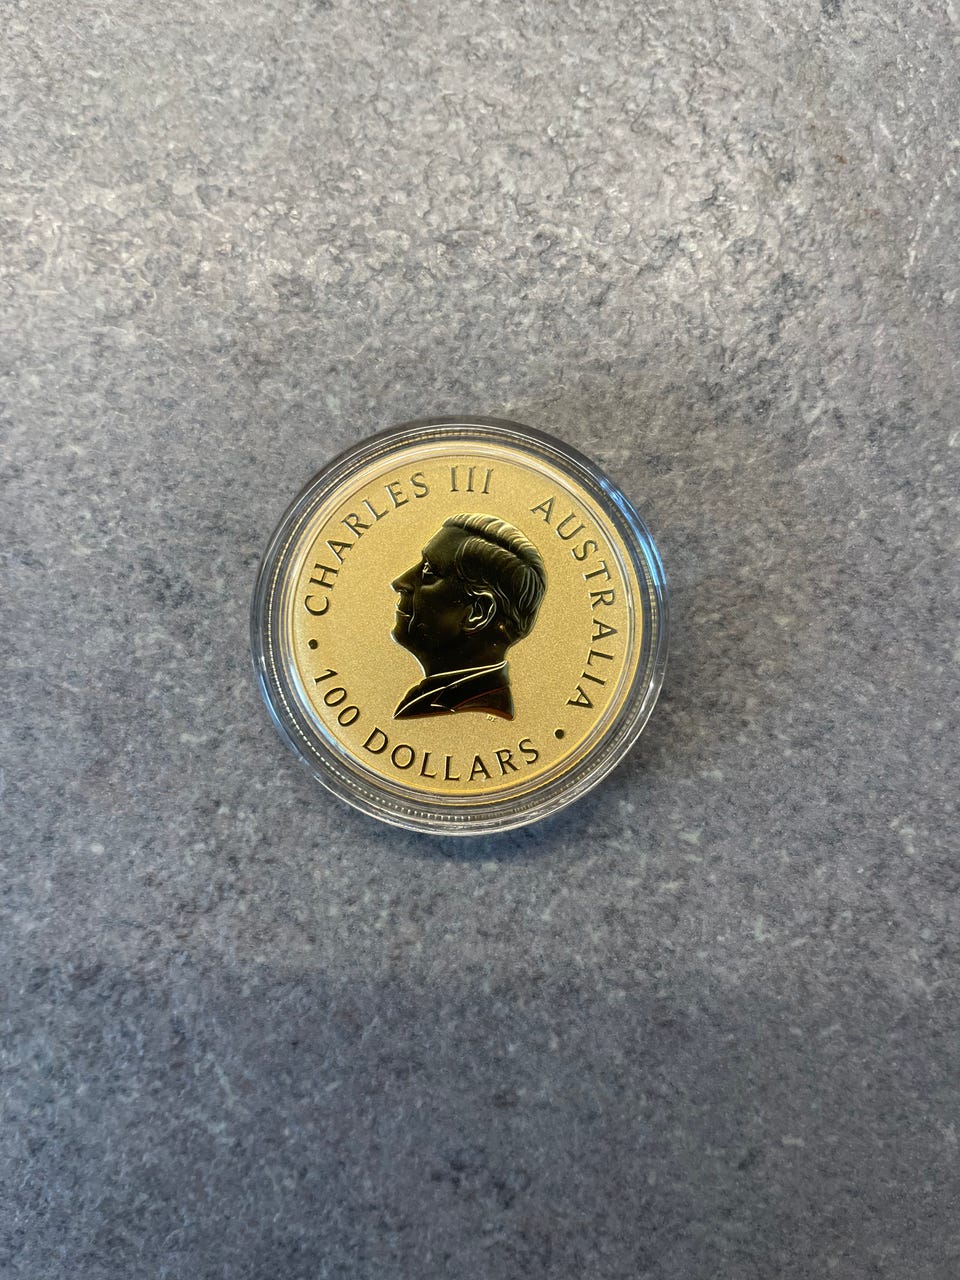 CHARLES III AUSTRALIA
• 100 DOLLARS •